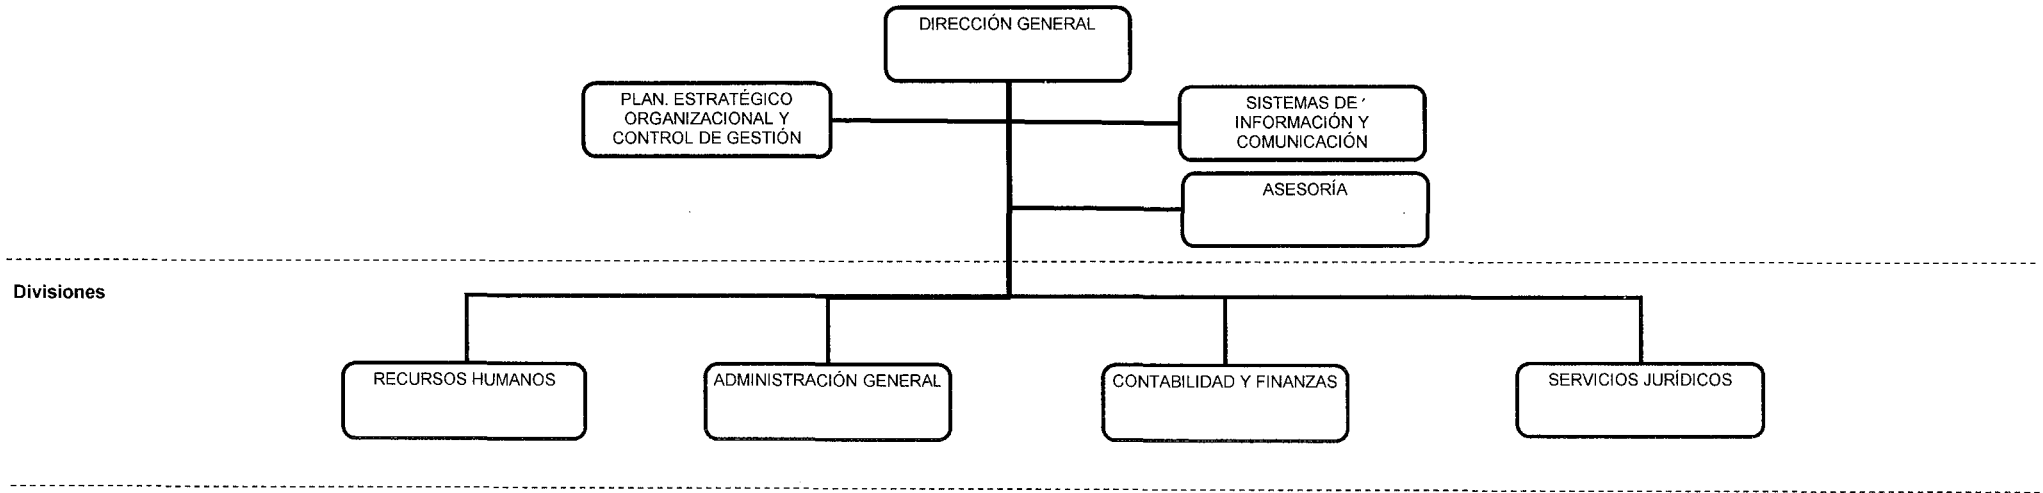 DIRECCIÓN GENERAL
PLAN. ESTRATÉGICO
ORGANIZACIONAL Y
CONTROL DE GESTIÓN
SISTEMAS DE
INFORMACIÓN Y
COMUNICACIÓN
ASESORÍA
Divisiones
RECURSOS HUMANOS
ADMINISTRACIÓN GENERAL
CONTABILIDAD Y FINANZAS
SERVICIOS JURÍDICOS